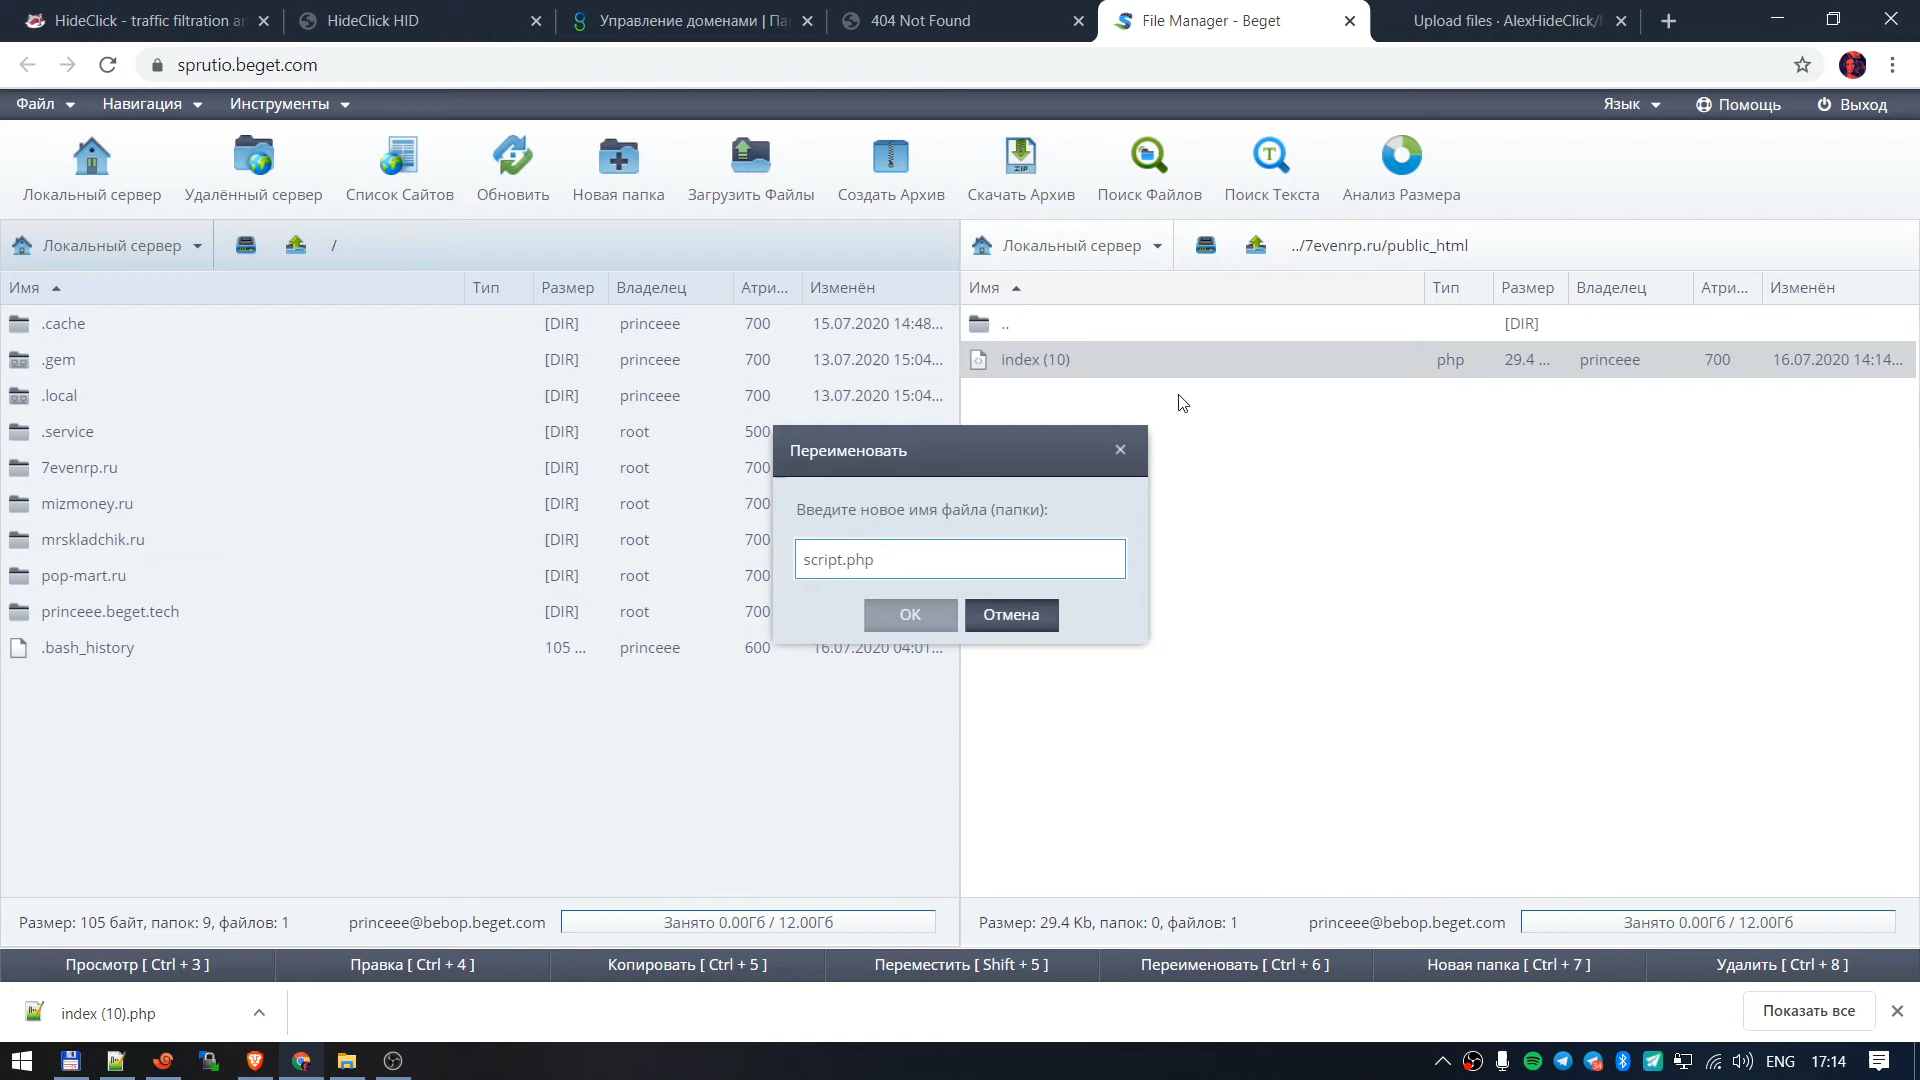 HideClick - traffic filtration a
HideClick HID
Управление доменами | Па
404 Not Found
File Manager - Beget
Upload files · AlexHideClick/
sprutio.beget.com
Файл
Навигация
Инструменты
Язык
Помощь
Выход
Локальный сервер
Удалённый сервер
Список Сайтов
Обновить
Новая папка
Загрузить Файлы
Создать Архив
Скачать Архив
Поиск Файлов
Поиск Текста
Анализ Размера
Локальный сервер /
Локальный сервер ../7evenrp.ru/public_html
Имя Тип Размер Владелец Атри... Изменён
.cache [DIR] princeee 700 15.07.2020 14:48...
.gem [DIR] princeee 700 13.07.2020 15:04...
.local [DIR] princeee 700 13.07.2020 15:04...
.service [DIR] root 500
7evenrp.ru [DIR] root 700
mizmoney.ru [DIR] root 700
mrskladchik.ru [DIR] root 700
pop-mart.ru [DIR] root 700
princeee.beget.tech [DIR] root 700
.bash_history 105 ... princeee 600 16.07.2020 04:01...
Имя Тип Размер Владелец Атри... Изменён
.. [DIR]
index (10) php 29.4 ... princeee 700 16.07.2020 14:14...
Переименовать
Введите новое имя файла (папки):
script.php
OK Отмена
Размер: 105 байт, папок: 9, файлов: 1 princeee@bebop.beget.com Занято 0.00Гб / 12.00Гб
Размер: 29.4 Kb, папок: 0, файлов: 1 princeee@bebop.beget.com Занято 0.00Гб / 12.00Гб
Просмотр [ Ctrl + 3 ]
Правка [ Ctrl + 4 ]
Копировать [ Ctrl + 5 ]
Переместить [ Shift + 5 ]
Переименовать [ Ctrl + 6 ]
Новая папка [ Ctrl + 7 ]
Удалить [ Ctrl + 8 ]
index (10).php
Показать все
ENG 17:14